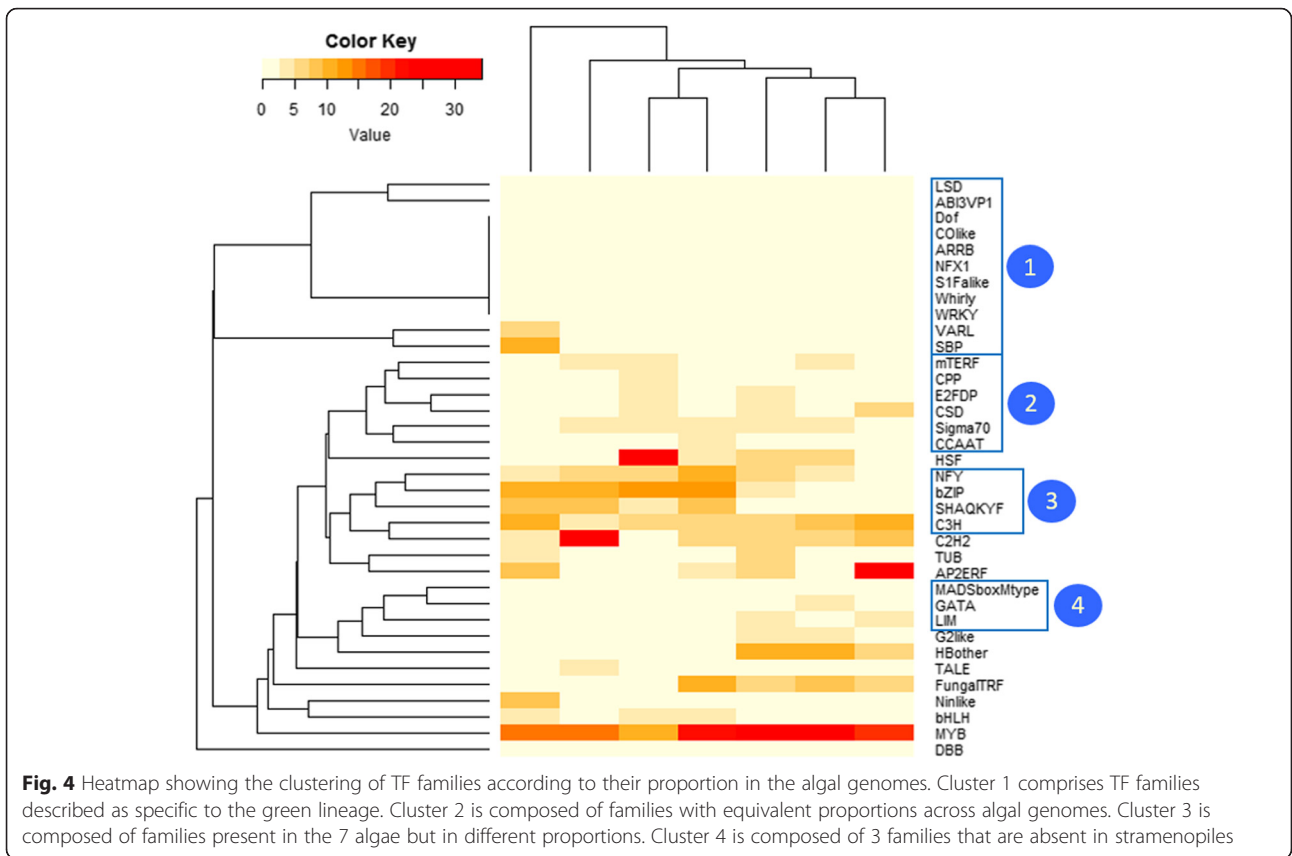 Color Key
0 5 10 20 30
Value
LSD
ABI3VP1
Dof
COlike
ARRB
NFX1
S1Falike
Whirly
WRKY
VARL
SBP
1
mTERF
CPP
E2FDP
CSD
Sigma70
CCAAT
2
HSF
NFY
bZIP
SHAQKYF
C3H
3
C2H2
TUB
AP2ERF
MADSboxMtype
GATA
LIM
4
G2like
HBother
TALE
FungalTRF
Ninlike
bHLH
MYB
DBB
Fig. 4 Heatmap showing the clustering of TF families according to their proportion in the algal genomes. Cluster 1 comprises TF families
described as specific to the green lineage. Cluster 2 is composed of families with equivalent proportions across algal genomes. Cluster 3 is
composed of families present in the 7 algae but in different proportions. Cluster 4 is composed of 3 families that are absent in stramenopiles